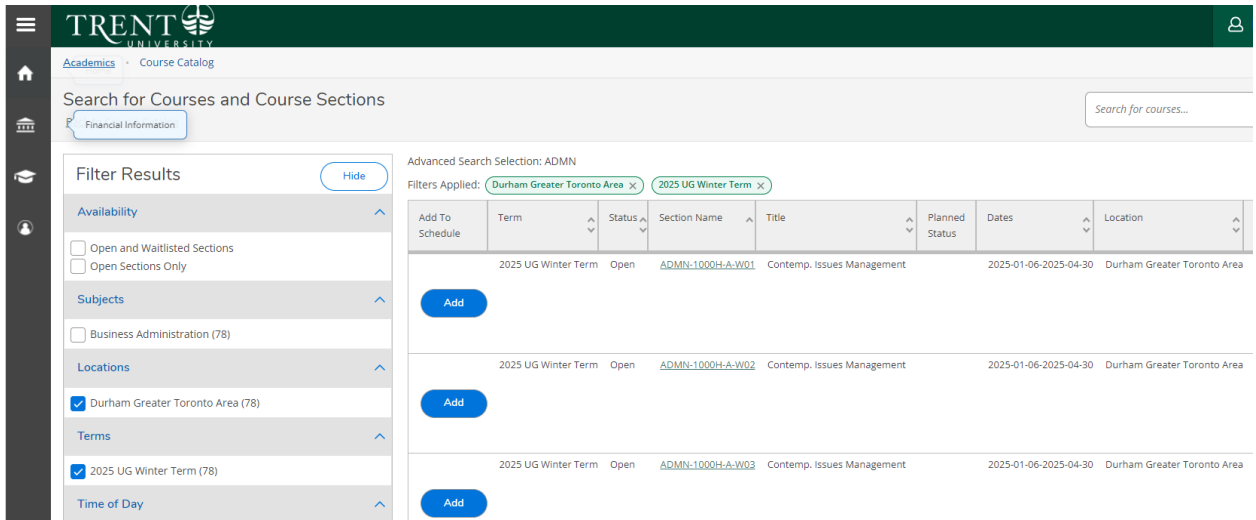 TRENT
UNIVERSITY
Academics · Course Catalog
Search for Courses and Course Sections
Financial Information
Search for courses...
Filter Results
Hide
Availability
Open and Waitlisted Sections
Open Sections Only
Subjects
Business Administration (78)
Locations
Durham Greater Toronto Area (78)
Terms
2025 UG Winter Term (78)
Time of Day
Advanced Search Selection: ADMN
Filters Applied: Durham Greater Toronto Area × 2025 UG Winter Term ×
Add To Schedule Term Status Section Name Title Planned Status Dates Location
2025 UG Winter Term Open ADMN-1000H-A-W01 Contemp. Issues Management 2025-01-06-2025-04-30 Durham Greater Toronto Area
Add
2025 UG Winter Term Open ADMN-1000H-A-W02 Contemp. Issues Management 2025-01-06-2025-04-30 Durham Greater Toronto Area
Add
2025 UG Winter Term Open ADMN-1000H-A-W03 Contemp. Issues Management 2025-01-06-2025-04-30 Durham Greater Toronto Area
Add